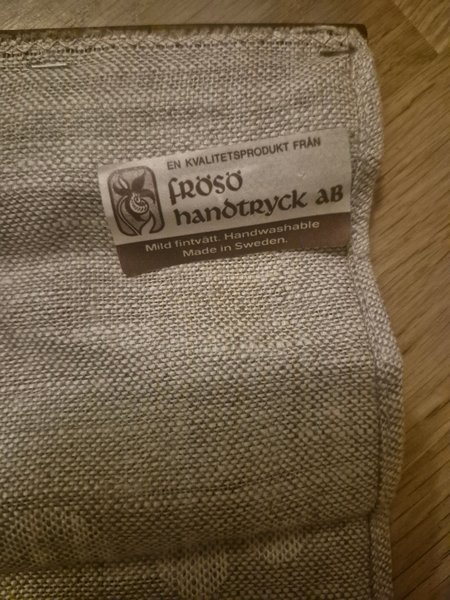 EN KVALITETSPRODUKT FRÅN
fRÖSÖ
handtRyck AB
Mild fintvätt. Handwashable
Made in Sweden.